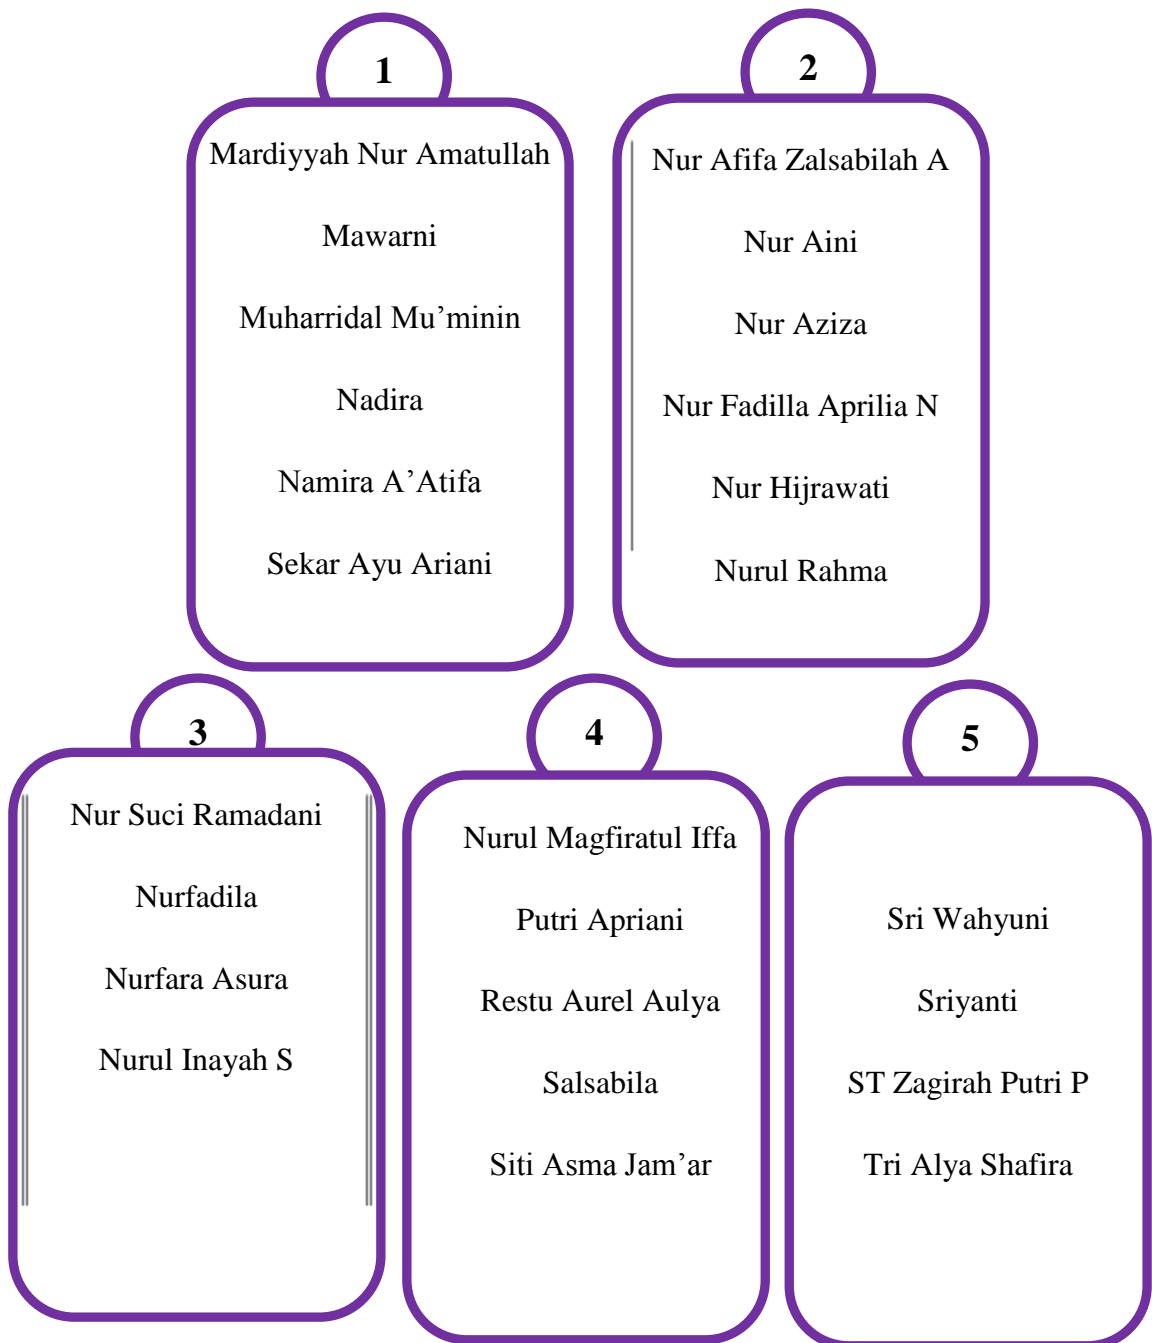 1
Mardiyyah Nur Amatullah
Mawarni
Muharridal Mu’minin
Nadira
Namira A’Atifa
Sekar Ayu Ariani
2
Nur Afifa Zalsabilah A
Nur Aini
Nur Aziza
Nur Fadilla Aprilia N
Nur Hijrawati
Nurul Rahma
3
Nur Suci Ramadani
Nurfadila
Nurfara Asura
Nurul Inayah S
4
Nurul Magfiratul Iffa
Putri Apriani
Restu Aurel Aulya
Salsabila
Siti Asma Jam’ar
5
Sri Wahyuni
Sriyanti
ST Zagirah Putri P
Tri Alya Shafira